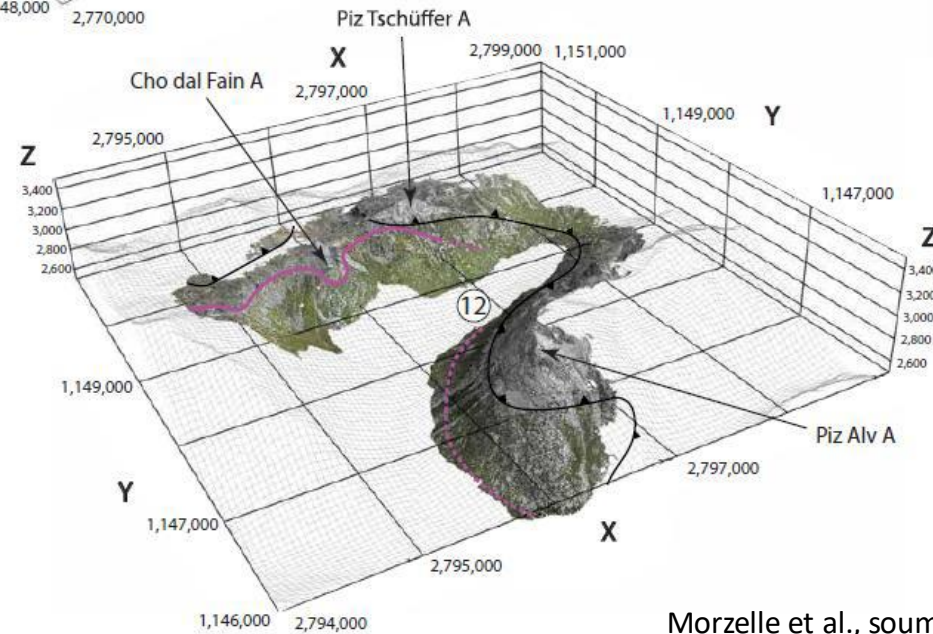 48,000 2,770,000
Piz Tschüffer A
2,799,000 1,151,000
X
Cho dal Fain A
2,797,000
1,149,000
Y
2,795,000
Z
3,400
3,200
3,000
2,800
2,600
1,147,000
Z
3,40
3,200
3,000
2,800
2,600
12
1,149,000
Piz Alv A
2,797,000
Y
1,147,000
X
2,795,000
1,146,000 2,794,000
Morzelle et al., soum